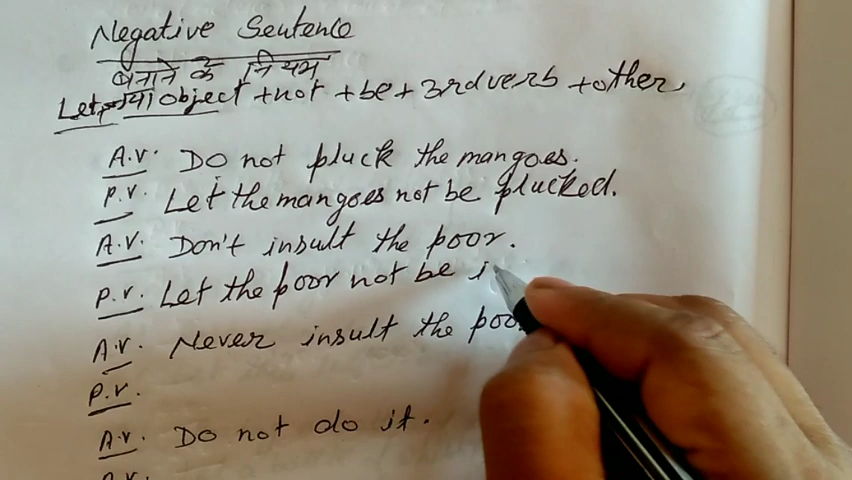 Negative Sentence
बनाने के नियम
Let + object + not + be + 3rd verb + other
A.V. Do not pluck the mangoes.
P.V. Let the mangoes not be plucked.
A.V. Don't insult the poor.
P.V. Let the poor not be i
A.V. Never insult the poo
P.V.
A.V. Do not do it.